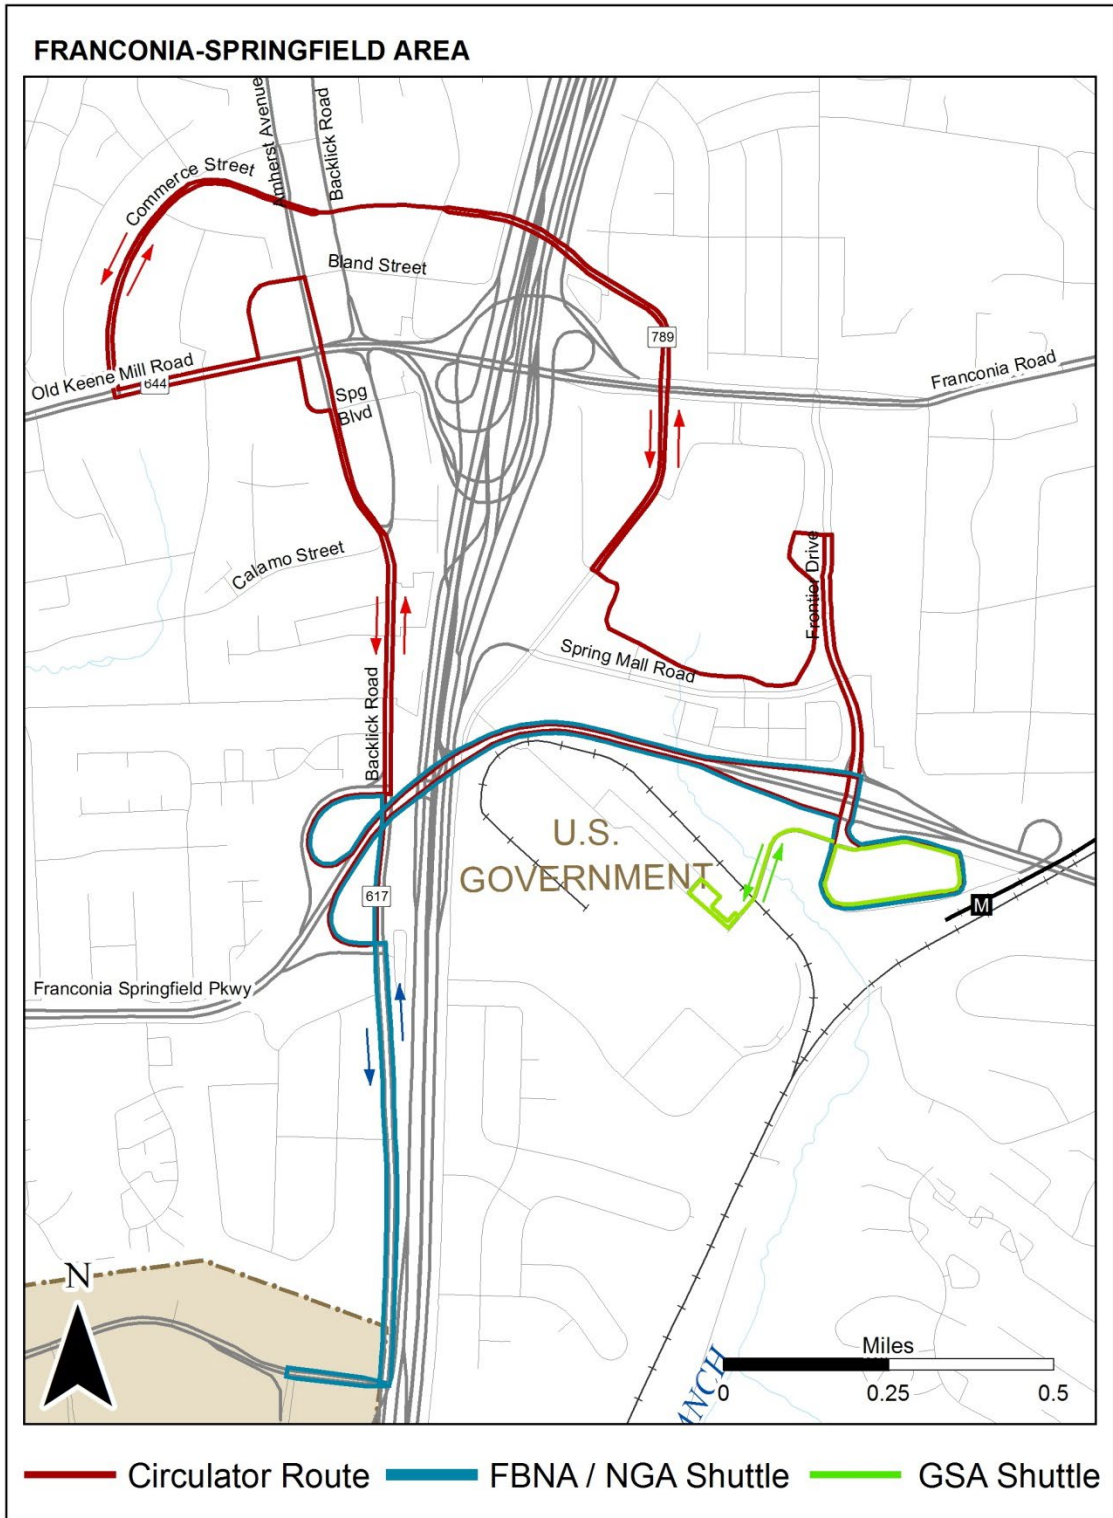 FRANCONIA-SPRINGFIELD AREA
Amherst Avenue
Backlick Road
Commerce Street
Bland Street
789
Old Keene Mill Road
644
Franconia Road
Spg
Blvd
Calamo Street
Frontier Drive
Spring Mall Road
Backlick Road
U.S.
GOVERNMENT
617
M
Franconia Springfield Pkwy
N
Miles
0 0.25 0.5
ANCH
Circulator Route
FBNA / NGA Shuttle
GSA Shuttle